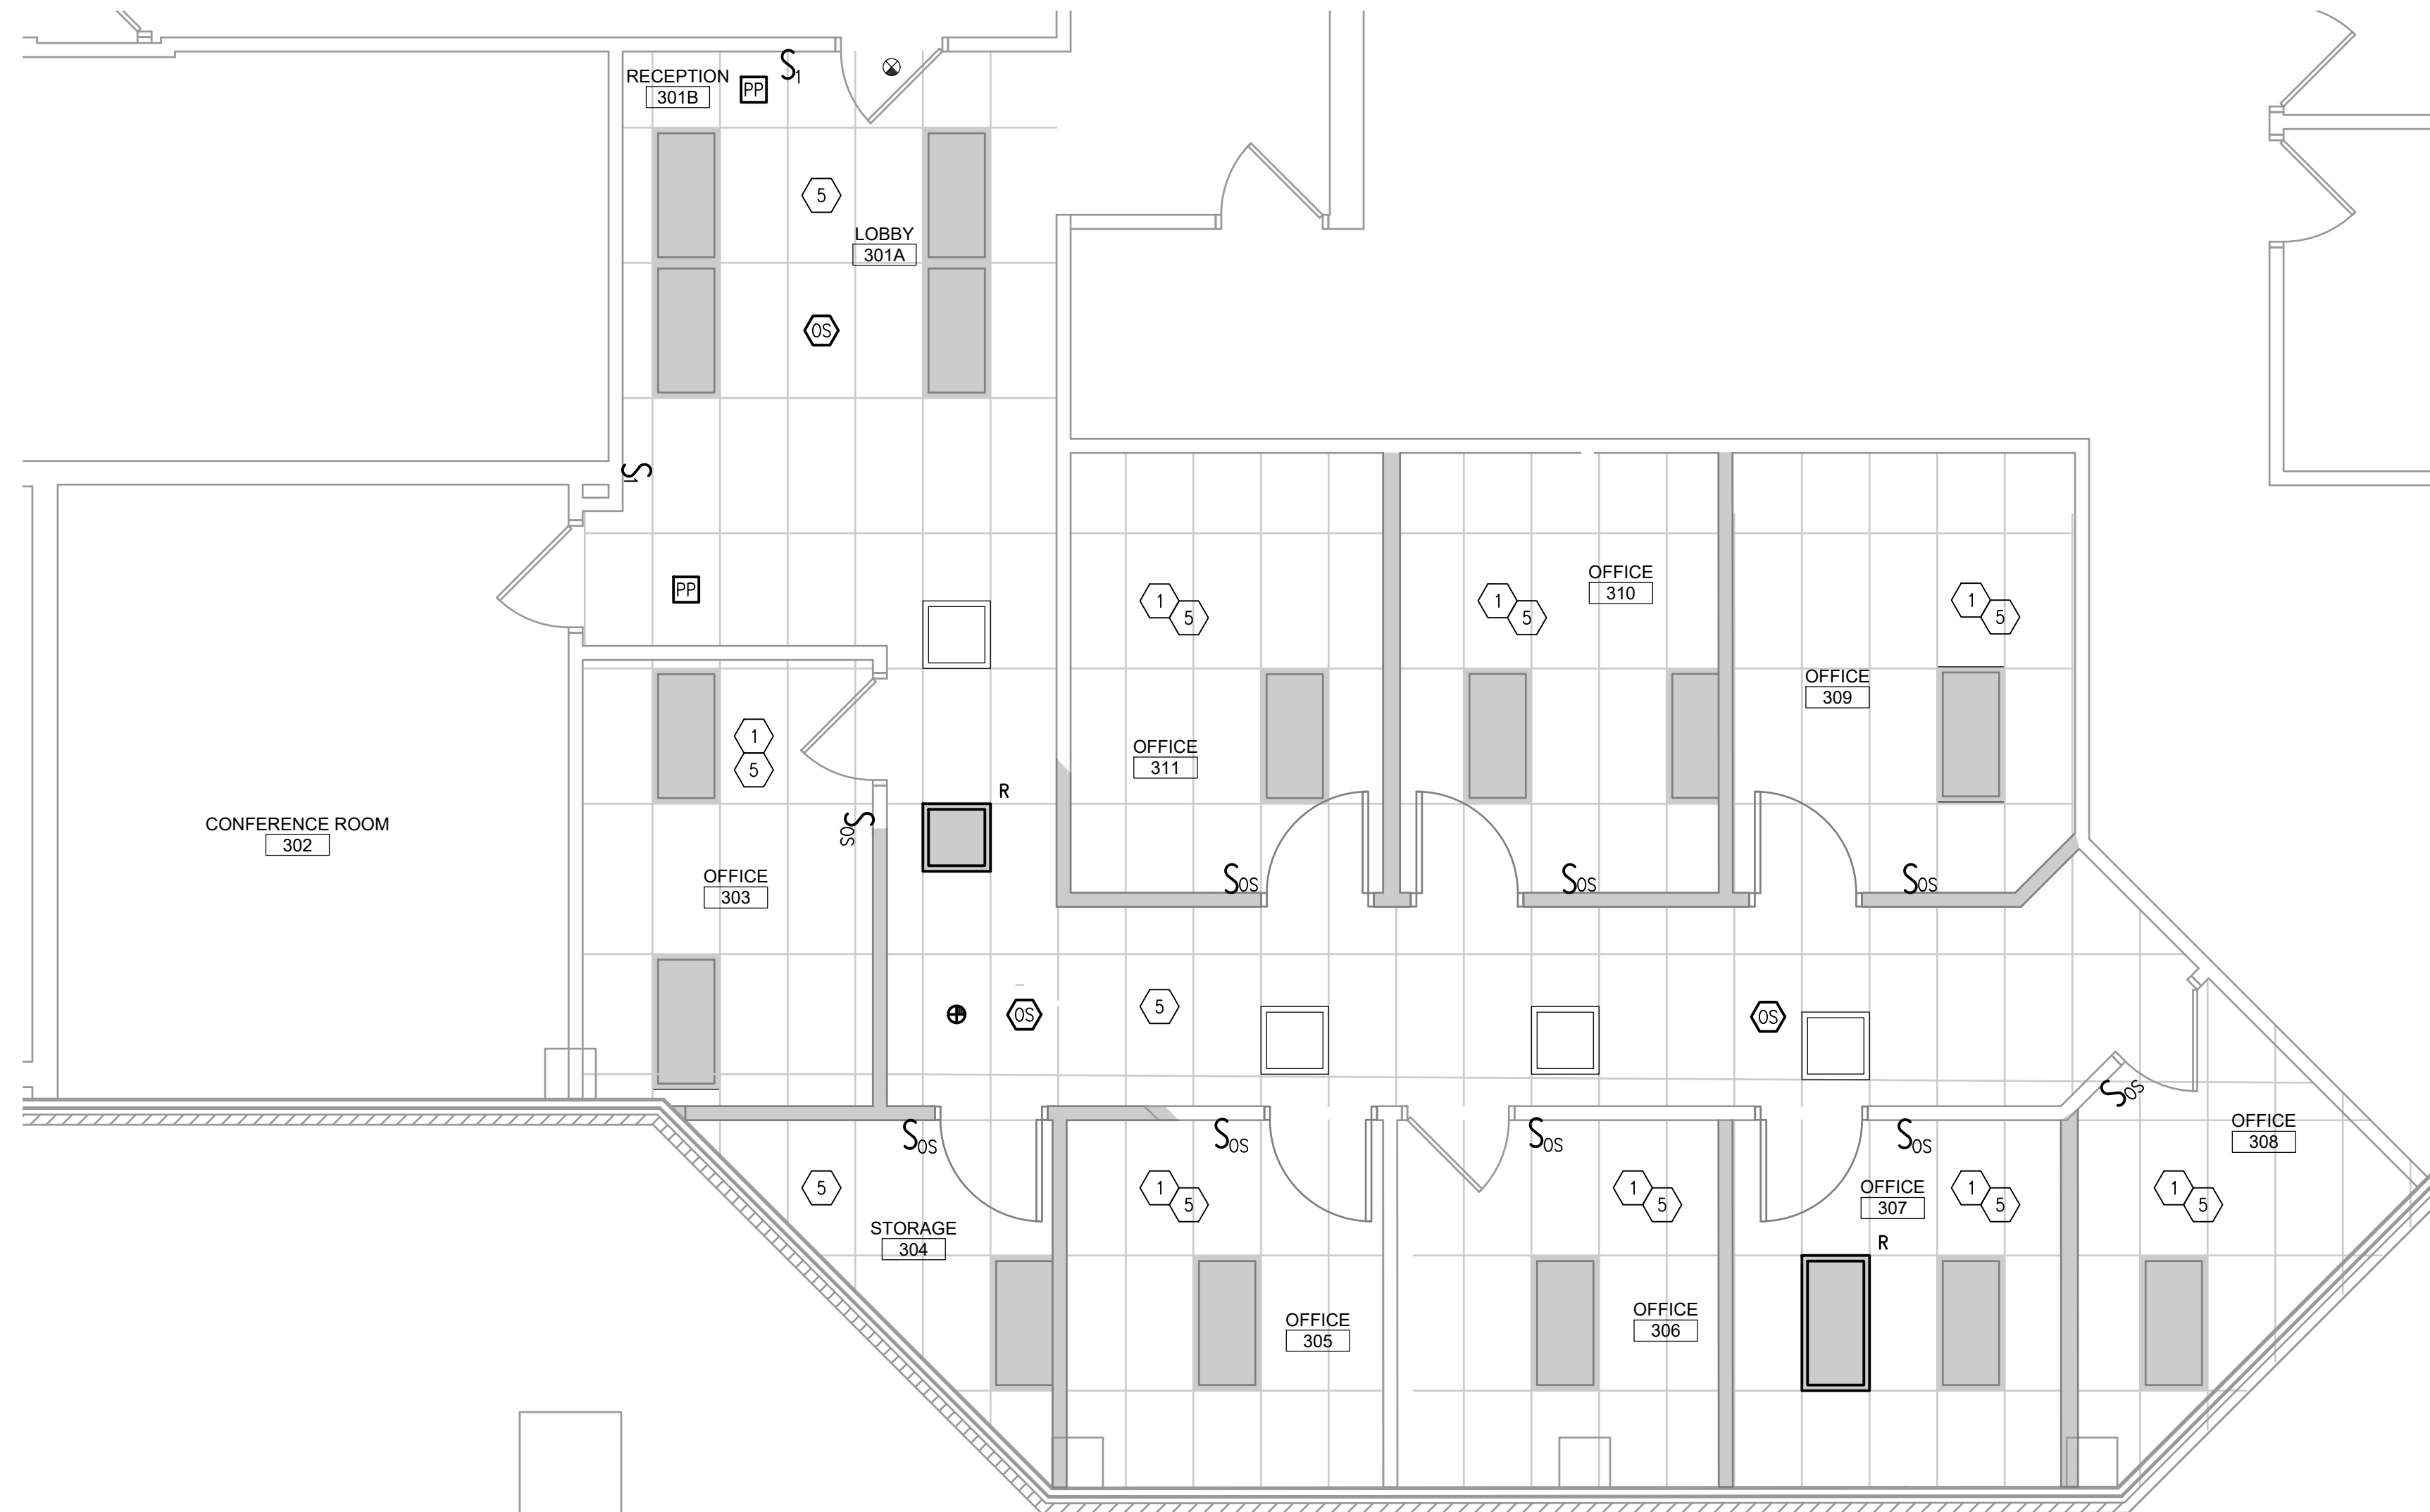 RECEPTION
301B
PP
S1
5
LOBBY
301A
OS
S1
PP
OFFICE
310
1
5
1
5
1
5
OFFICE
309
1
5
OFFICE
311
R
CONFERENCE ROOM
302
SOS
OFFICE
303
SOS
SOS
SOS
OS
5
OS
SOS
SOS
SOS
SOS
SOS
OFFICE
308
5
1
5
1
5
OFFICE
307
1
5
1
5
STORAGE
304
R
OFFICE
305
OFFICE
306